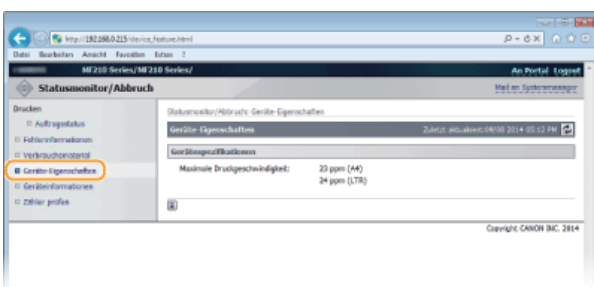 http://192.168.0.215/device_feature.html
Datei Bearbeiten Ansicht Favoriten Extras ?
MF210 Series/MF210 Series/
An Portal Logout
Statusmonitor/Abbruch
Mail an Systemmanager
Drucken
Auftragsstatus
Fehlerinformationen
Verbrauchsmaterial
Geräte-Eigenschaften
Geräteinformationen
Zähler prüfen
Statusmonitor/Abbruch: Geräte-Eigenschaften
Geräte-Eigenschaften
Zuletzt aktualisiert:09/08 2014 05:12 PM
Gerätespezifikationen
Maximale Druckgeschwindigkeit: 23 ppm (A4)
24 ppm (LTR)
Copyright CANON INC. 2014